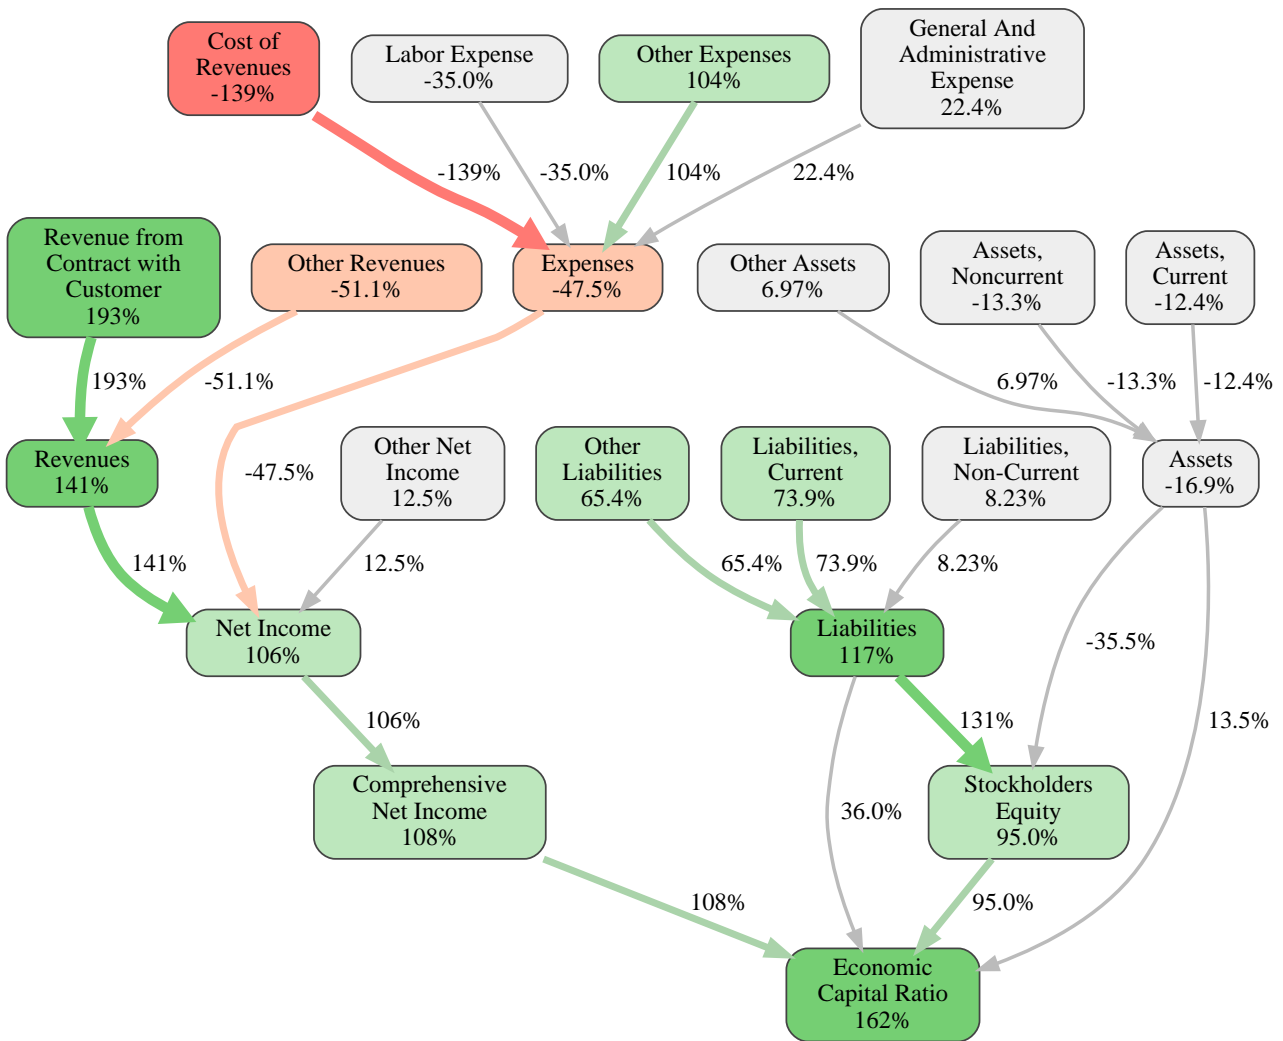 Cost of
Revenues
-139%
Labor Expense
-35.0%
Other Expenses
104%
General And
Administrative
Expense
22.4%
-139%
-35.0%
104%
22.4%
Revenue from
Contract with
Customer
193%
Other Revenues
-51.1%
Expenses
-47.5%
Other Assets
6.97%
Assets,
Noncurrent
-13.3%
Assets,
Current
-12.4%
193%
-51.1%
6.97%
-13.3%
-12.4%
Revenues
141%
-47.5%
Other Net
Income
12.5%
Other
Liabilities
65.4%
Liabilities,
Current
73.9%
Liabilities,
Non-Current
8.23%
Assets
-16.9%
141%
12.5%
65.4%
73.9%
8.23%
Net Income
106%
Liabilities
117%
-35.5%
106%
131%
13.5%
Comprehensive
Net Income
108%
36.0%
Stockholders
Equity
95.0%
108%
95.0%
Economic
Capital Ratio
162%